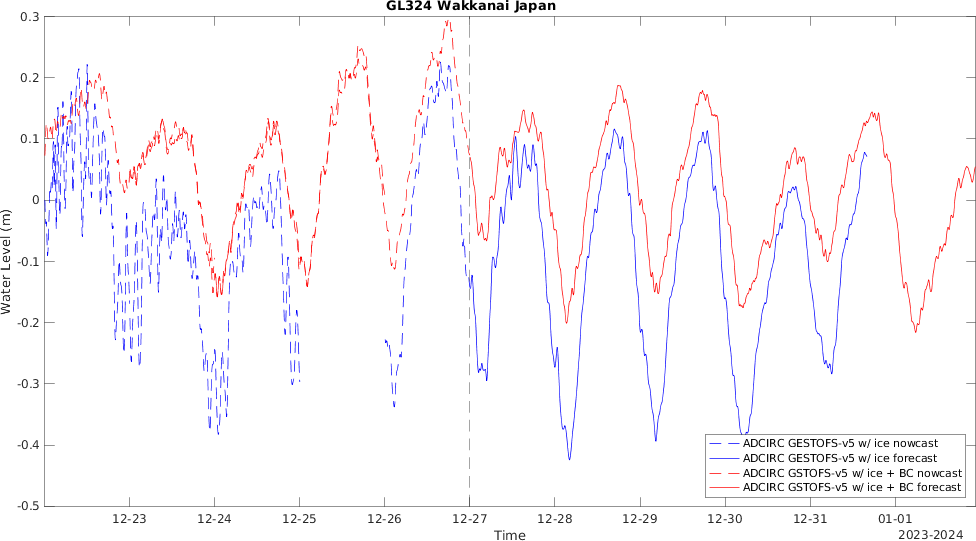 GL324 Wakkanai Japan
0.3
0.2
0.1
0
-0.1
-0.2
-0.3
-0.4
-0.5
Water Level (m)
ADCIRC GESTOFS-v5 w/ ice nowcast
ADCIRC GESTOFS-v5 w/ ice forecast
ADCIRC GSTOFS-v5 w/ ice + BC nowcast
ADCIRC GSTOFS-v5 w/ ice + BC forecast
12-23 12-24 12-25 12-26 12-27 12-28 12-29 12-30 12-31 01-01
Time
2023-2024